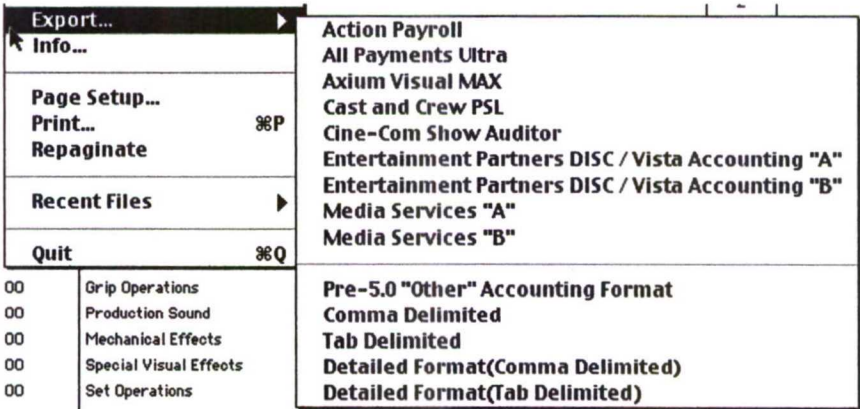 Export...
Info...
Page Setup...
Print... ⌘P
Repaginate
Recent Files
Quit ⌘Q
Action Payroll
All Payments Ultra
Axium Visual MAX
Cast and Crew PSL
Cine-Com Show Auditor
Entertainment Partners DISC / Vista Accounting "A"
Entertainment Partners DISC / Vista Accounting "B"
Media Services "A"
Media Services "B"
Pre-5.0 "Other" Accounting Format
Comma Delimited
Tab Delimited
Detailed Format(Comma Delimited)
Detailed Format(Tab Delimited)
00 Grip Operations
00 Production Sound
00 Mechanical Effects
00 Special Visual Effects
00 Set Operations